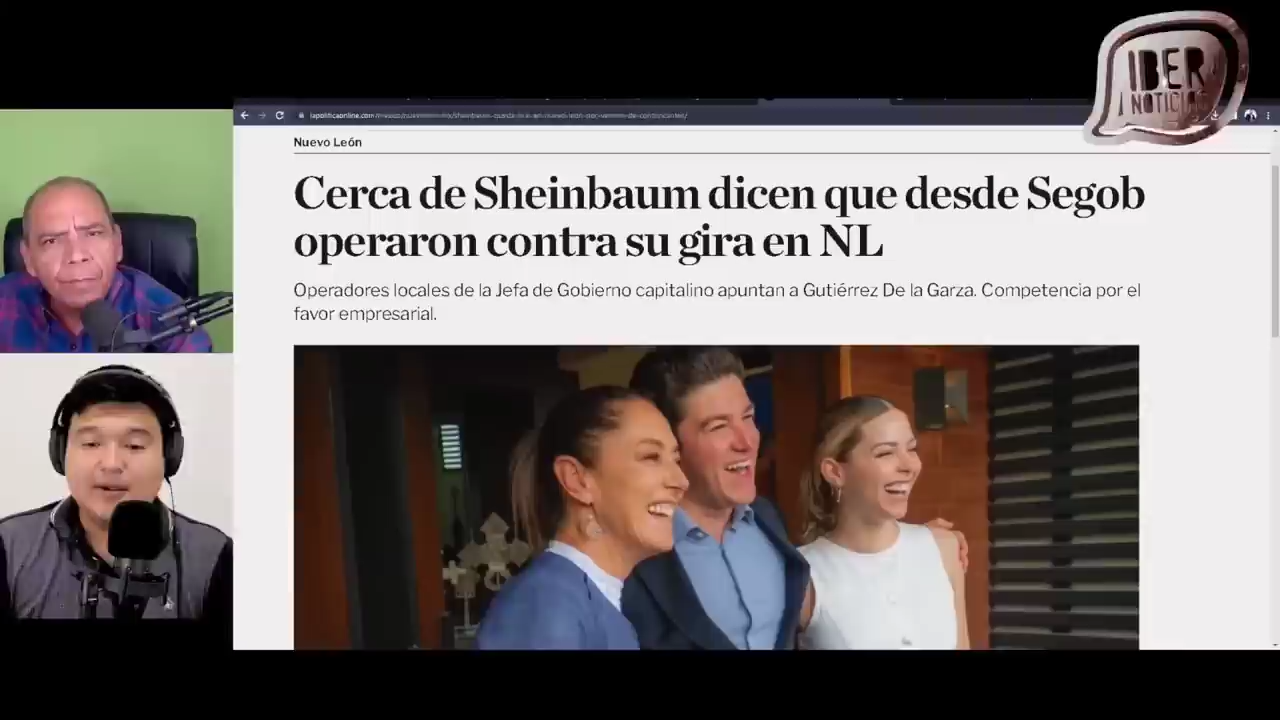 IBER
NOTICIAS
Nuevo León
Cerca de Sheinbaum dicen que desde Segob
operaron contra su gira en NL
Operadores locales de la Jefa de Gobierno capitalino apuntan a Gutiérrez De la Garza. Competencia por el
favor empresarial.